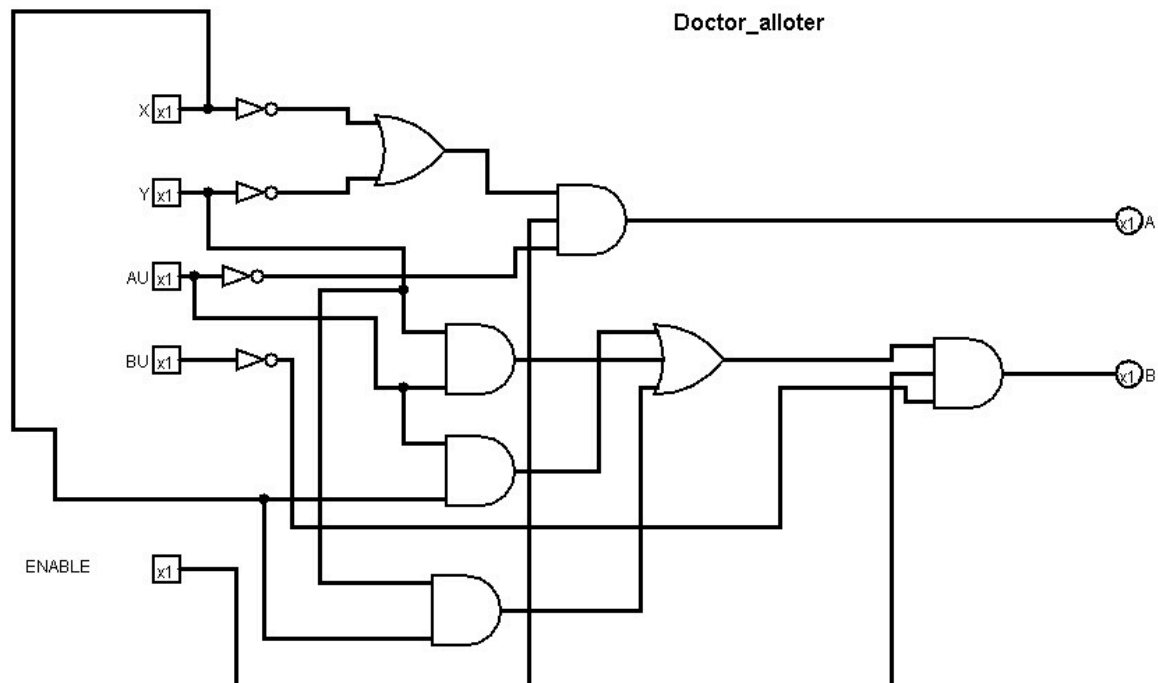 Doctor_alloter
X x1
Y x1
x1 A
AU x1
BU x1
x1 B
ENABLE x1